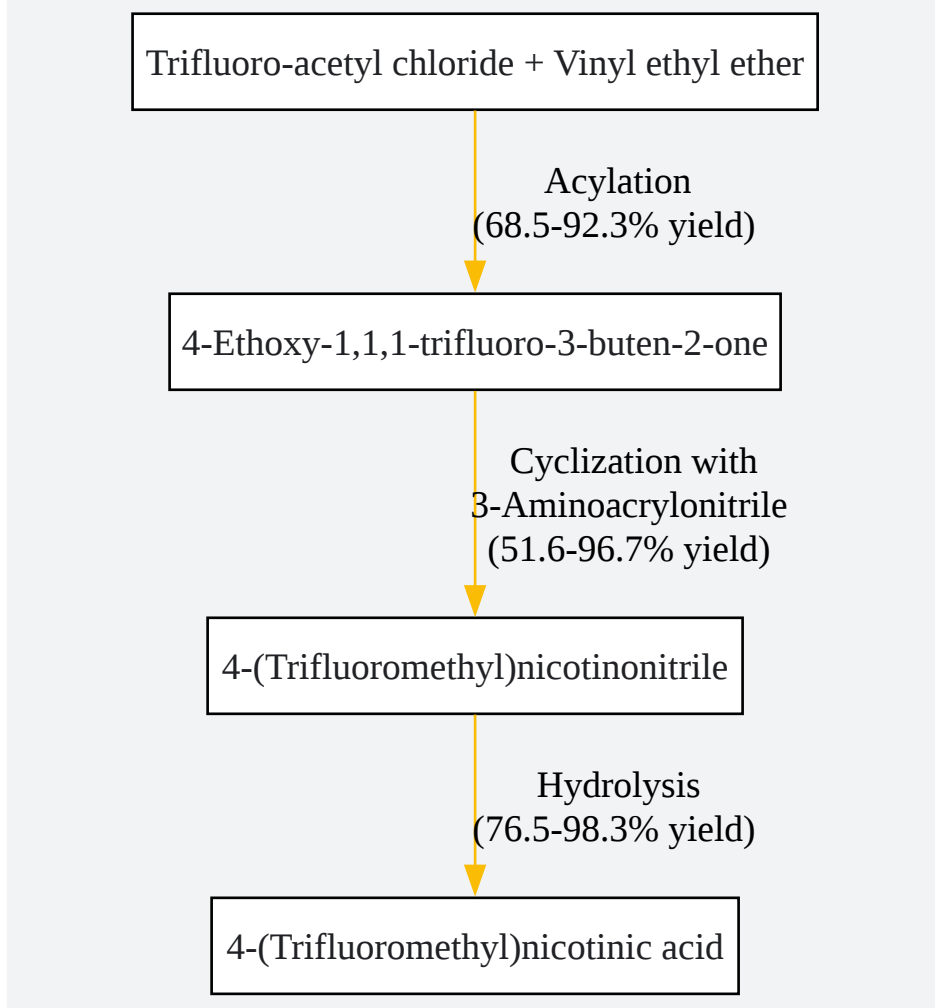 Trifluoro-acetyl chloride + Vinyl ethyl ether
Acylation
(68.5-92.3% yield)
4-Ethoxy-1,1,1-trifluoro-3-buten-2-one
Cyclization with
3-Aminoacrylonitrile
(51.6-96.7% yield)
4-(Trifluoromethyl)nicotinonitrile
Hydrolysis
(76.5-98.3% yield)
4-(Trifluoromethyl)nicotinic acid